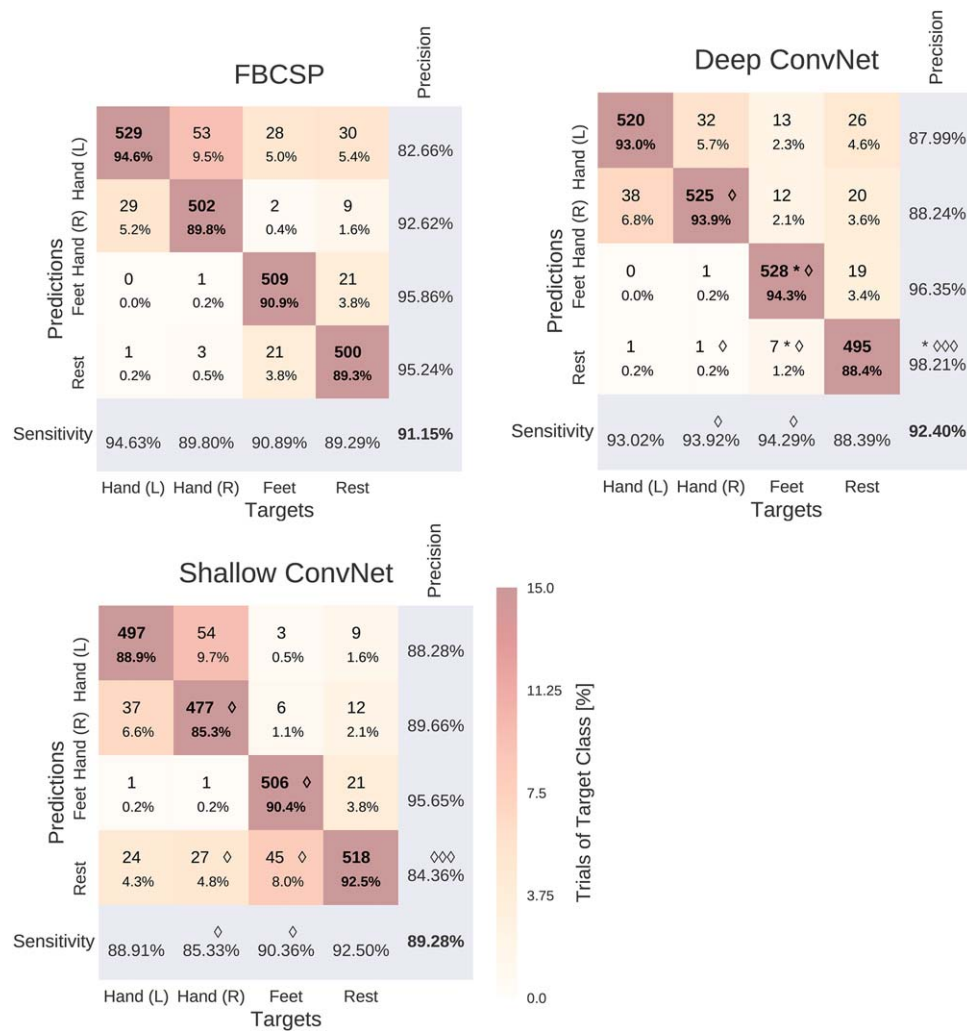 FBCSP
Precision
529 53 28 30
94.6% 9.5% 5.0% 5.4%
82.66%
29 502 2 9
5.2% 89.8% 0.4% 1.6%
92.62%
0 1 509 21
0.0% 0.2% 90.9% 3.8%
95.86%
1 3 21 500
0.2% 0.5% 3.8% 89.3%
95.24%
Predictions
Hand (L)
Hand (R)
Feet
Rest
Sensitivity
94.63% 89.80% 90.89% 89.29% 91.15%
Hand (L) Hand (R) Feet Rest
Targets
Deep ConvNet
Precision
520 32 13 26
93.0% 5.7% 2.3% 4.6%
87.99%
38 525 ◊ 12 20
6.8% 93.9% 2.1% 3.6%
88.24%
0 1 528 * ◊ 19
0.0% 0.2% 94.3% 3.4%
96.35%
1 1 ◊ 7 * ◊ 495 * ◊◊◊
0.2% 0.2% 1.2% 88.4%
98.21%
Predictions
Hand (L)
Hand (R)
Feet
Rest
◊ ◊
Sensitivity
93.02% 93.92% 94.29% 88.39% 92.40%
Hand (L) Hand (R) Feet Rest
Targets
Shallow ConvNet
Precision
497 54 3 9
88.9% 9.7% 0.5% 1.6%
88.28%
37 477 ◊ 6 12
6.6% 85.3% 1.1% 2.1%
89.66%
1 1 506 ◊ 21
0.2% 0.2% 90.4% 3.8%
95.65%
24 27 ◊ 45 ◊ 518 ◊◊◊
4.3% 4.8% 8.0% 92.5%
84.36%
Predictions
Hand (L)
Hand (R)
Feet
Rest
◊ ◊
Sensitivity
88.91% 85.33% 90.36% 92.50% 89.28%
Hand (L) Hand (R) Feet Rest
Targets
15.0
11.25
7.5
3.75
0.0
Trials of Target Class [%]